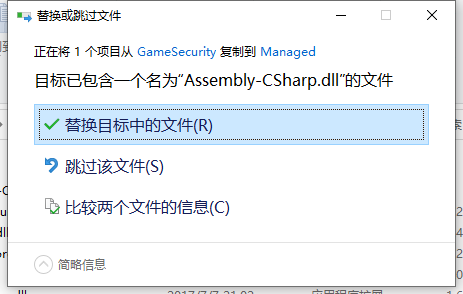 替换或跳过文件
正在将 1 个项目从 GameSecurity 复制到 Managed
目标已包含一个名为“Assembly-CSharp.dll”的文件
替换目标中的文件(R)
跳过该文件(S)
比较两个文件的信息(C)
简略信息